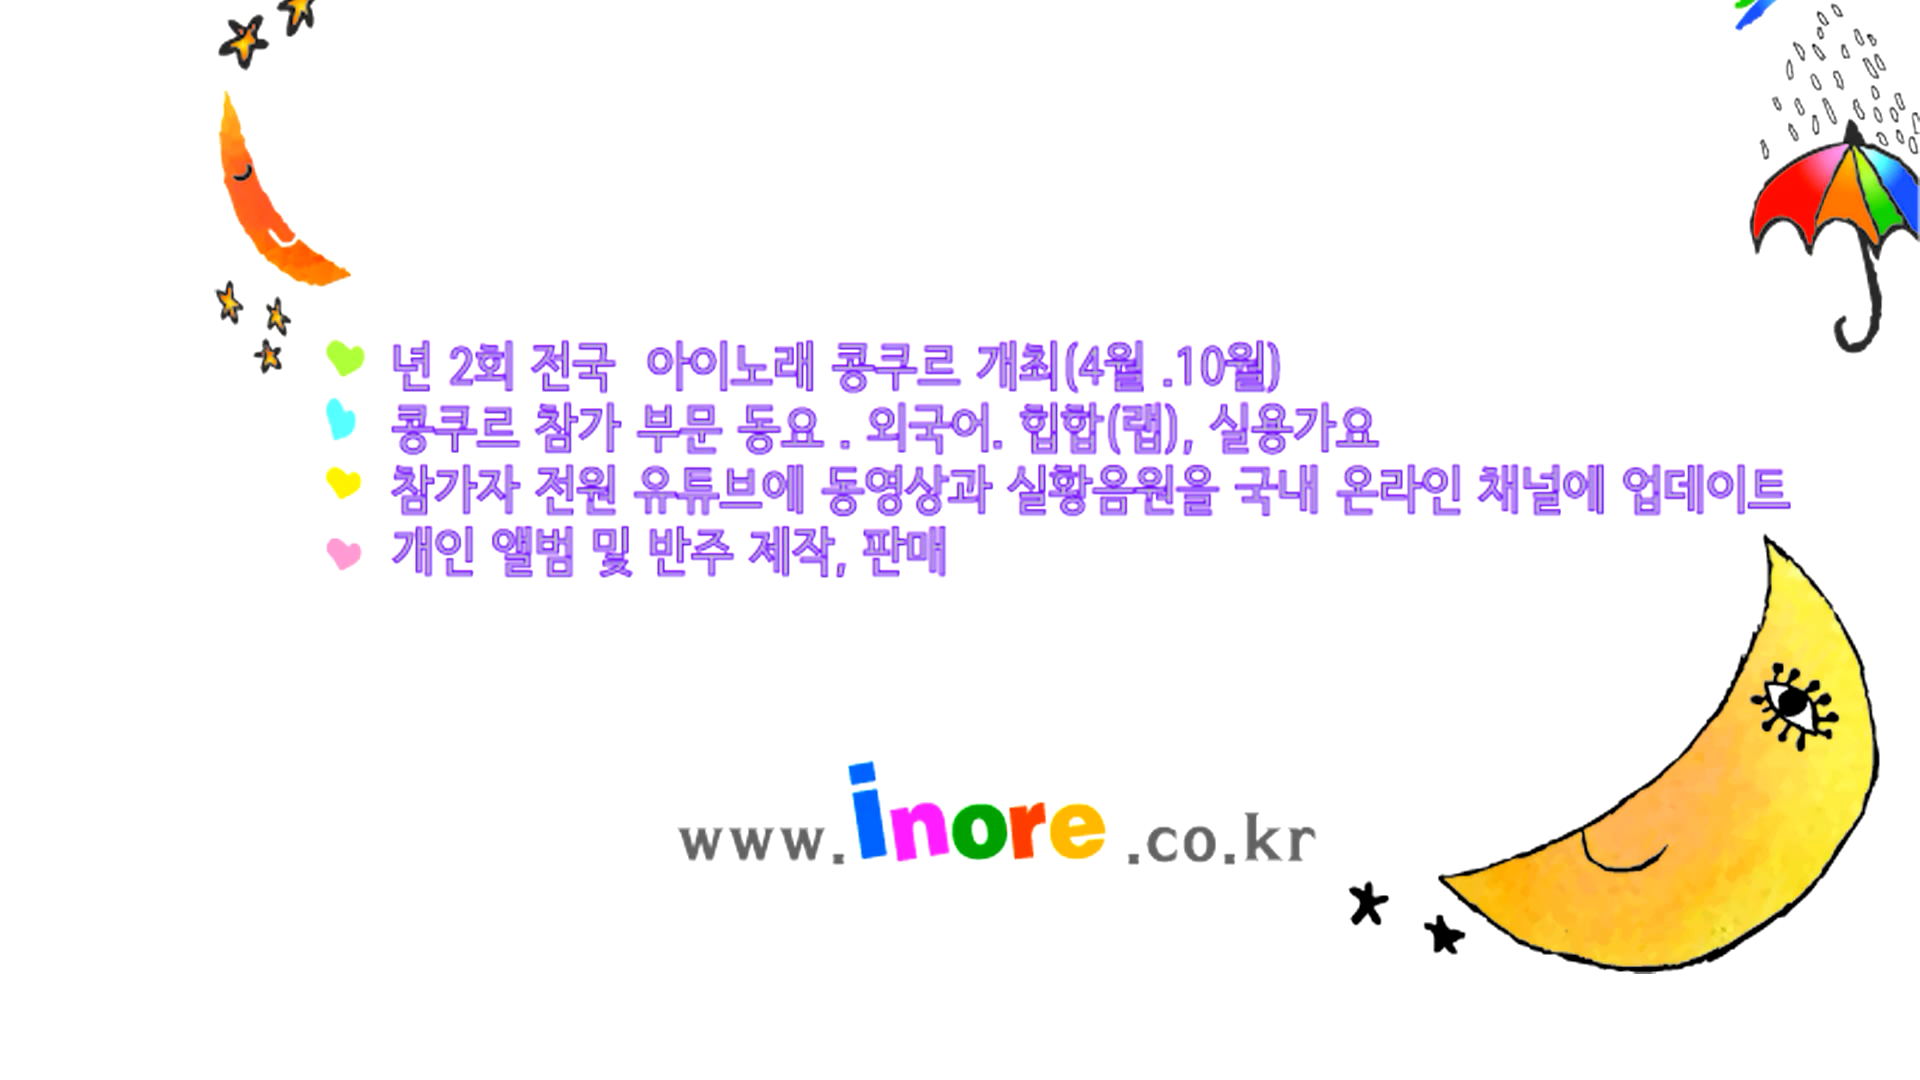 년 2회 전국 아이노래 콩쿠르 개최(4월 .10월)
콩쿠르 참가 부문 동요 . 외국어. 힙합(랩), 실용가요
참가자 전원 유튜브에 동영상과 실황음원을 국내 온라인 채널에 업데이트
개인 앨범 및 반주 제작, 판매
www.inore.co.kr